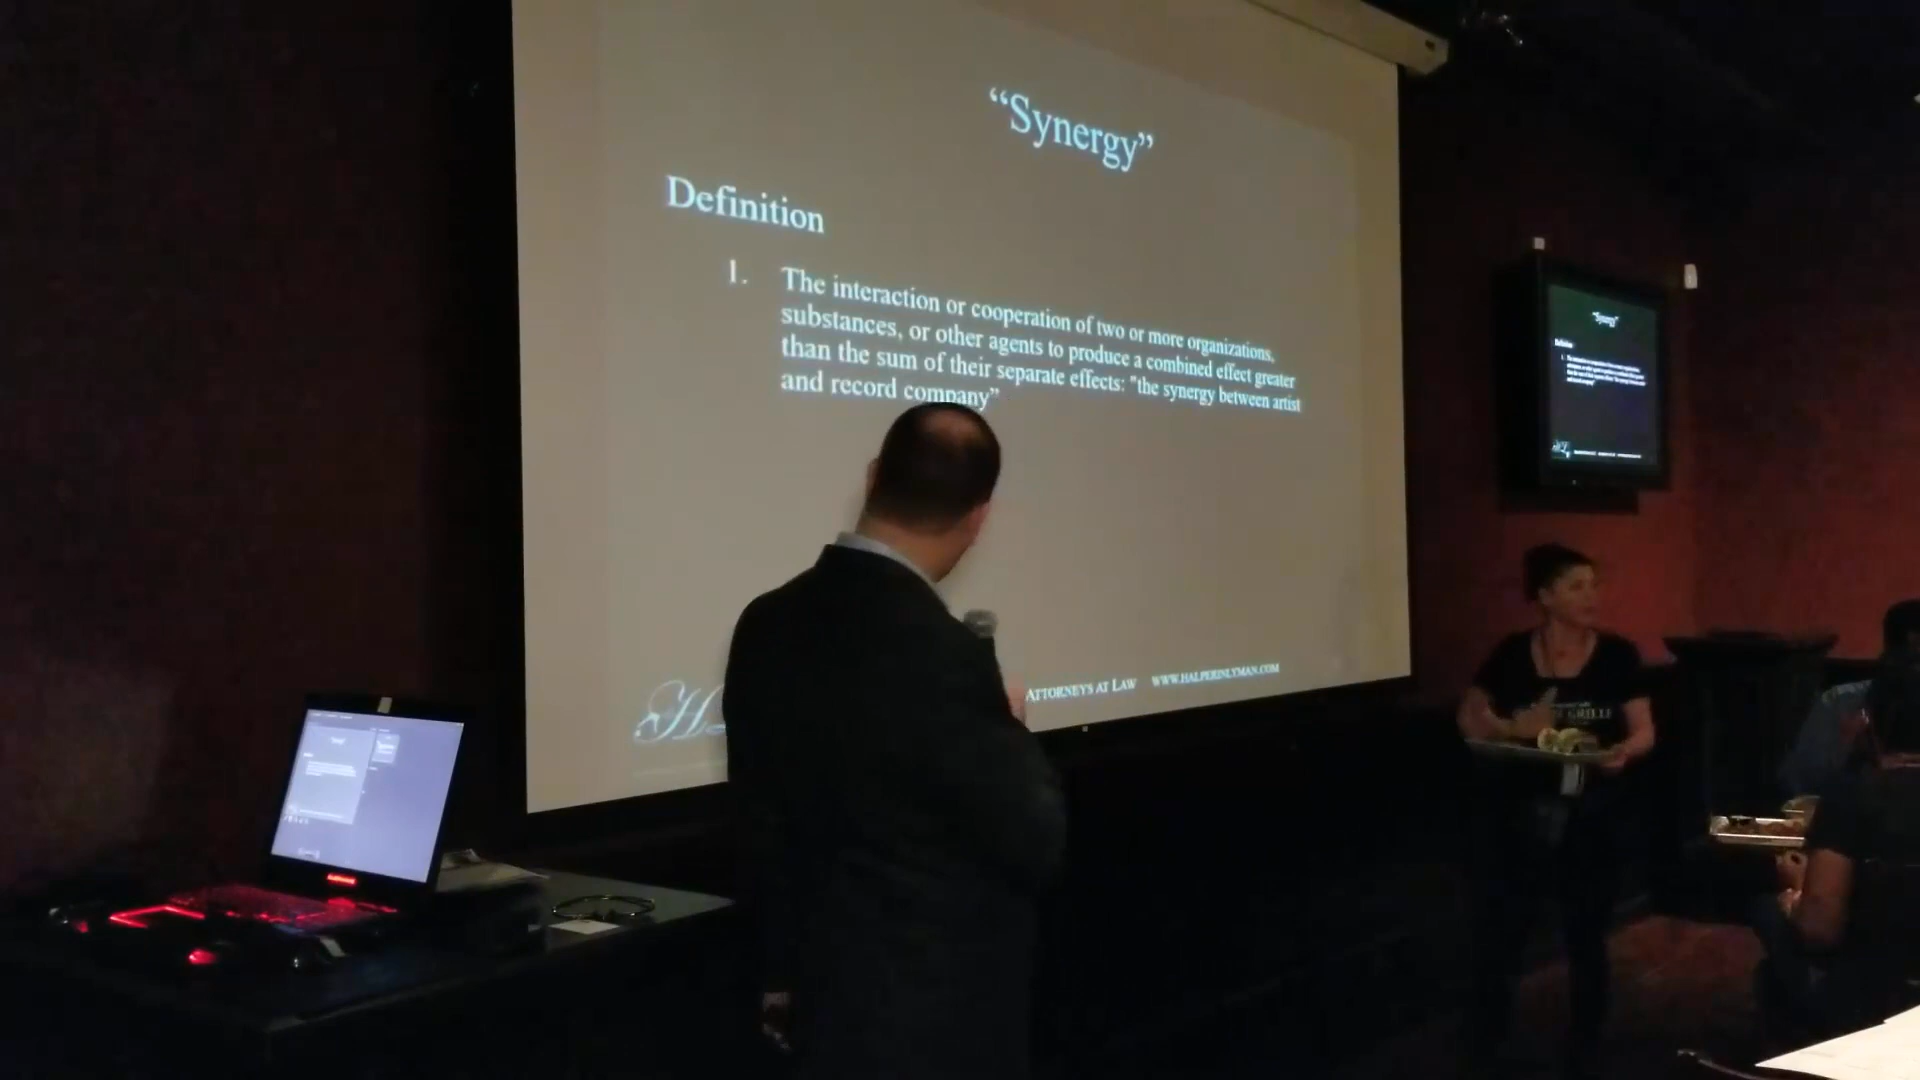 “Synergy”
Definition
1. The interaction or cooperation of two or more organizations,
substances, or other agents to produce a combined effect greater
than the sum of their separate effects: "the synergy between artist
and record company”
ATTORNEYS AT LAW WWW.HALPERINLYMAN.COM
“Synergy”
Definition